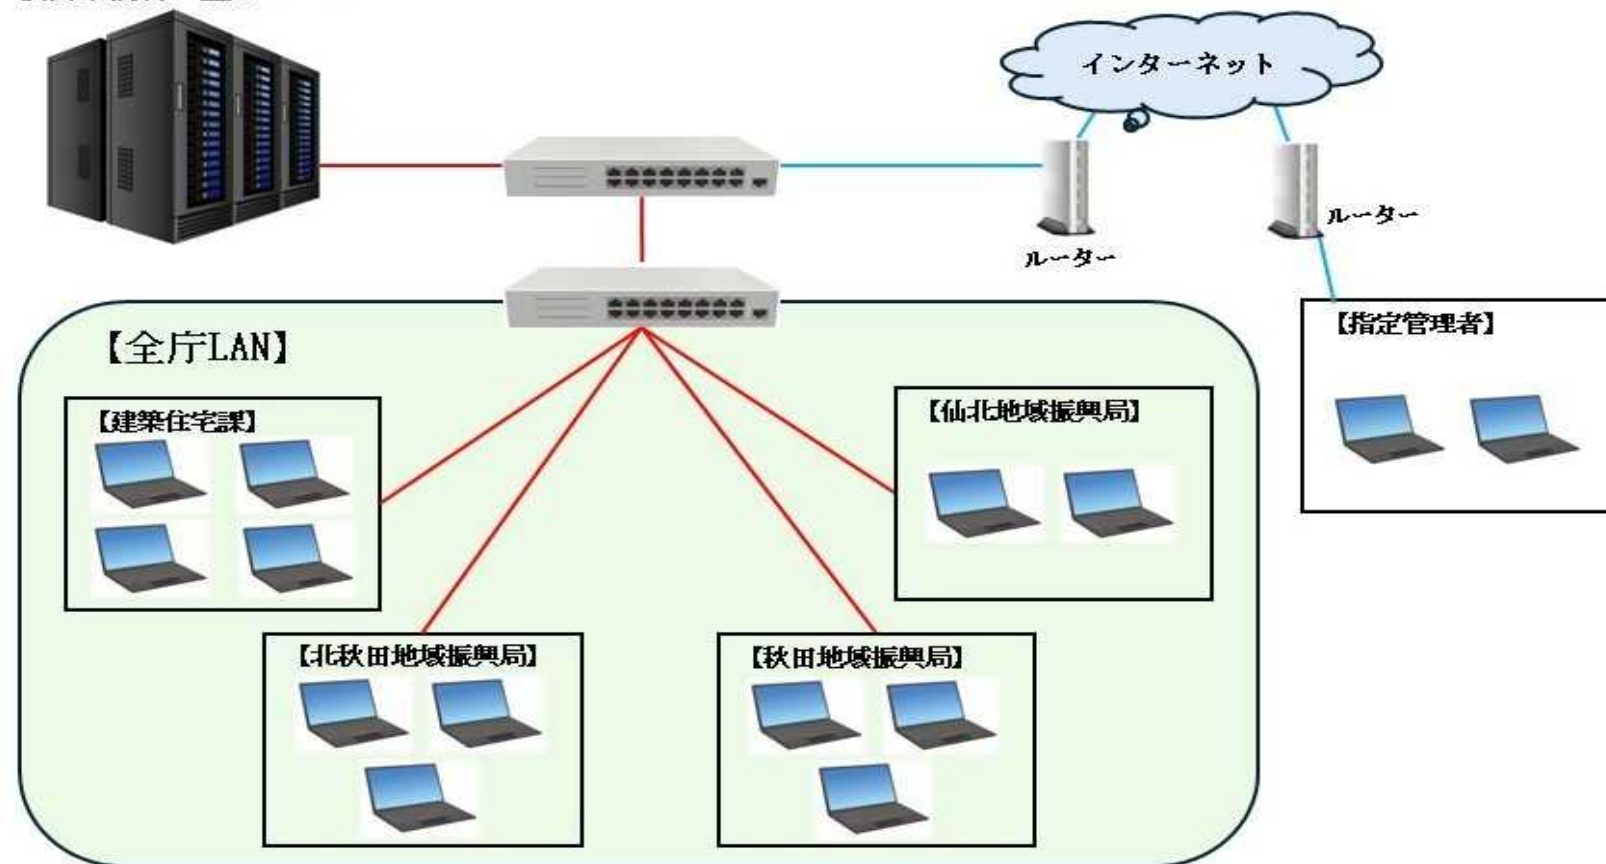 インターネット
ルーター
ルーター
【指定管理者】
【全庁LAN】
【建築住宅課】
【仙北地域振興局】
【北秋田地域振興局】
【秋田地域振興局】